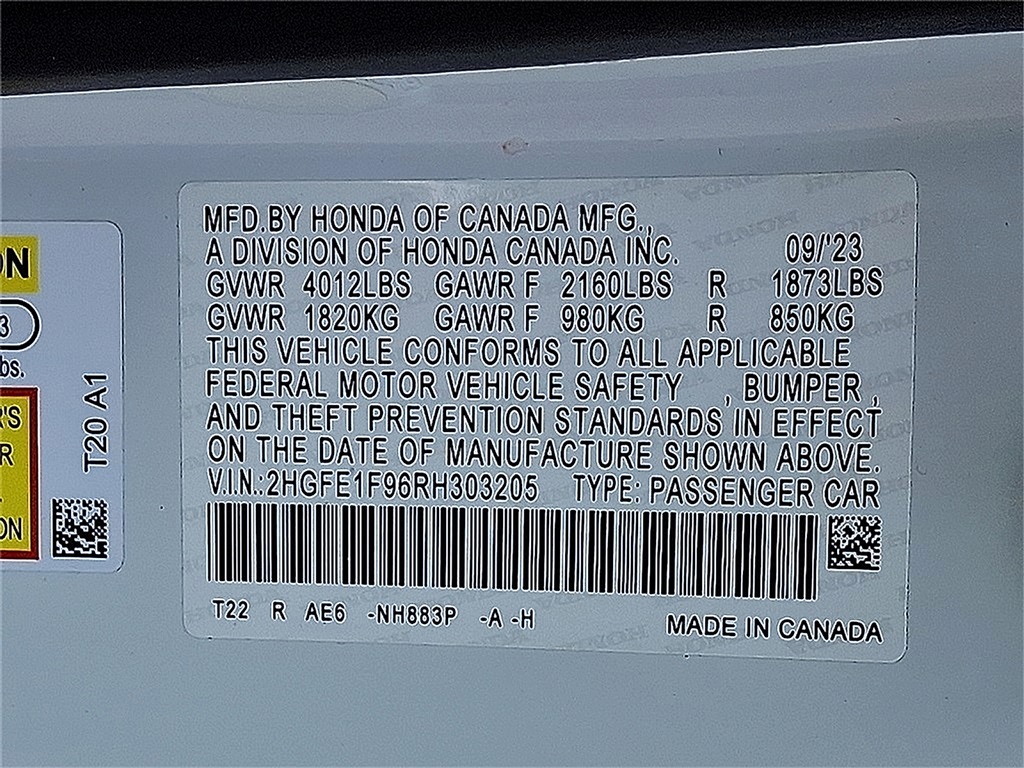 MFD.BY HONDA OF CANADA MFG.,
A DIVISION OF HONDA CANADA INC. 09/'23
GVWR 4012LBS GAWR F 2160LBS R 1873LBS
GVWR 1820KG GAWR F 980KG R 850KG
THIS VEHICLE CONFORMS TO ALL APPLICABLE
FEDERAL MOTOR VEHICLE SAFETY , BUMPER ,
AND THEFT PREVENTION STANDARDS IN EFFECT
ON THE DATE OF MANUFACTURE SHOWN ABOVE.
V.I.N.:2HGFE1F96RH303205 TYPE: PASSENGER CAR
T22 R AE6 -NH883P -A -H MADE IN CANADA
T20 A1